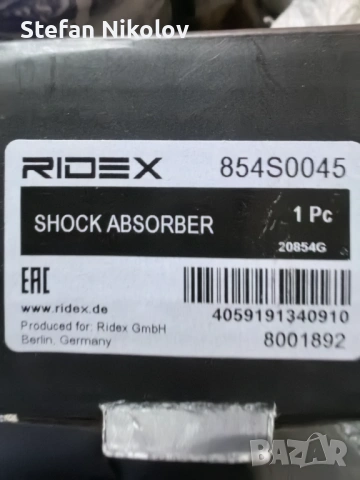 Stefan Nikolov
RIDEX 854S0045
SHOCK ABSORBER 1 Pc
20854G
EAC
www.ridex.de
Produced for: Ridex GmbH
Berlin, Germany
4059191340910
8001892
BAZAR